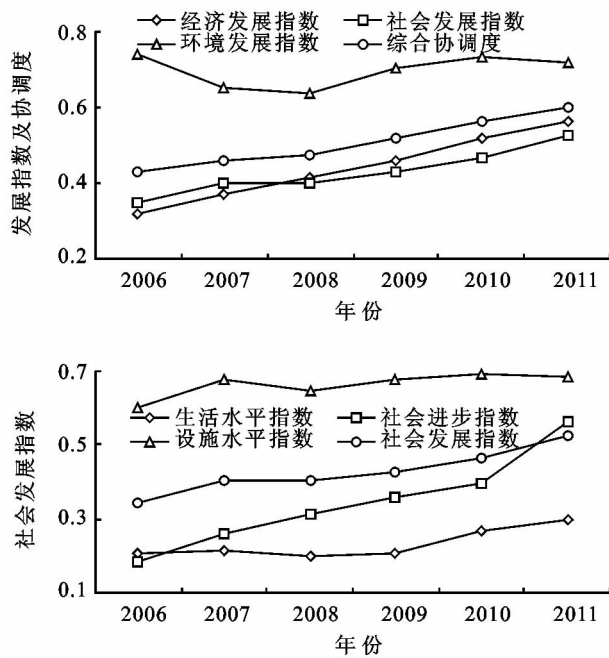 经济发展指数 社会发展指数
环境发展指数 综合协调度
发展指数及协调度
0.8
0.6
0.4
0.2
2006 2007 2008 2009 2010 2011
年份
社会发展指数
0.7
0.5
0.3
0.1
生活水平指数 社会进步指数
设施水平指数 社会发展指数
2006 2007 2008 2009 2010 2011
年份